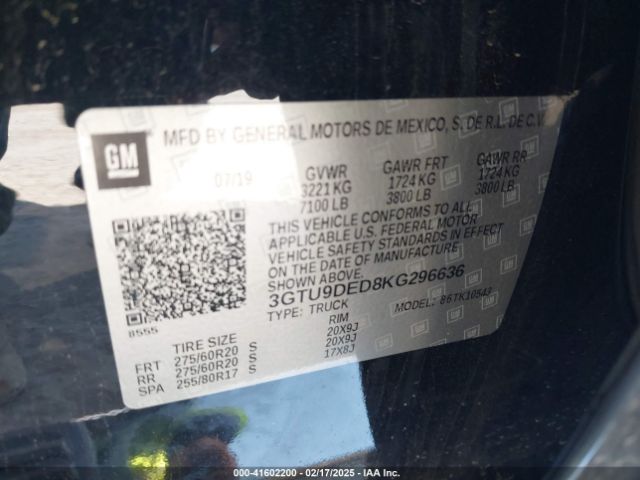 GM
MFD BY GENERAL MOTORS DE MEXICO, S. DE R.L. DE C.V.
07/19 GVWR GAWR FRT GAWR RR
3221 KG 1724 KG 1724 KG
7100 LB 3800 LB 3800 LB
THIS VEHICLE CONFORMS TO ALL
APPLICABLE U.S. FEDERAL MOTOR
VEHICLE SAFETY STANDARDS IN EFFECT
ON THE DATE OF MANUFACTURE
SHOWN ABOVE.
3GTU9DED8KG296636
TYPE: TRUCK MODEL: 86TK10543
8555
TIRE SIZE RIM
FRT 275/60R20 S 20X9J
RR 275/60R20 S 20X9J
SPA 255/80R17 S 17X8J
000-41602200 - 02/17/2025 - IAA Inc.